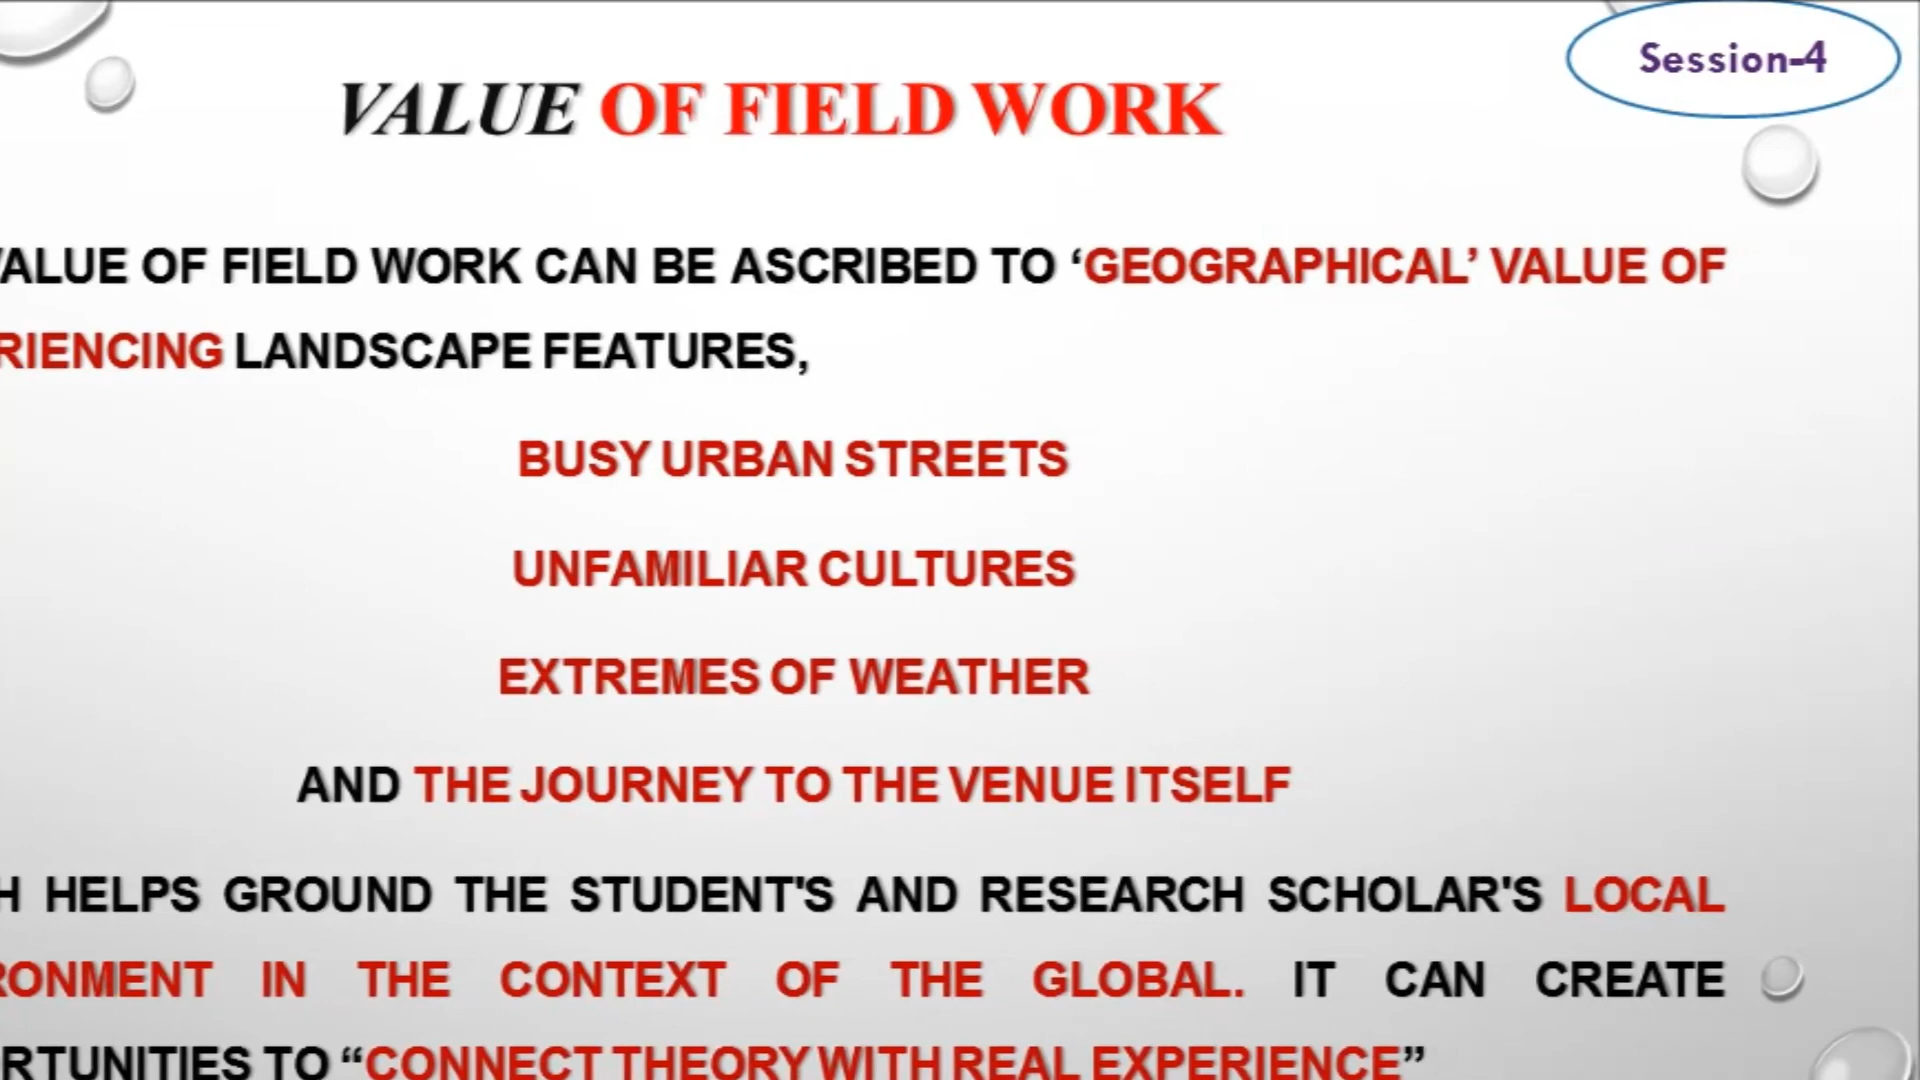 Session-4
VALUE OF FIELD WORK
VALUE OF FIELD WORK CAN BE ASCRIBED TO ‘GEOGRAPHICAL’ VALUE OF
RIENCING LANDSCAPE FEATURES,
BUSY URBAN STREETS
UNFAMILIAR CULTURES
EXTREMES OF WEATHER
AND THE JOURNEY TO THE VENUE ITSELF
H HELPS GROUND THE STUDENT'S AND RESEARCH SCHOLAR'S LOCAL
RONMENT IN THE CONTEXT OF THE GLOBAL. IT CAN CREATE
RTUNITIES TO “CONNECT THEORY WITH REAL EXPERIENCE”